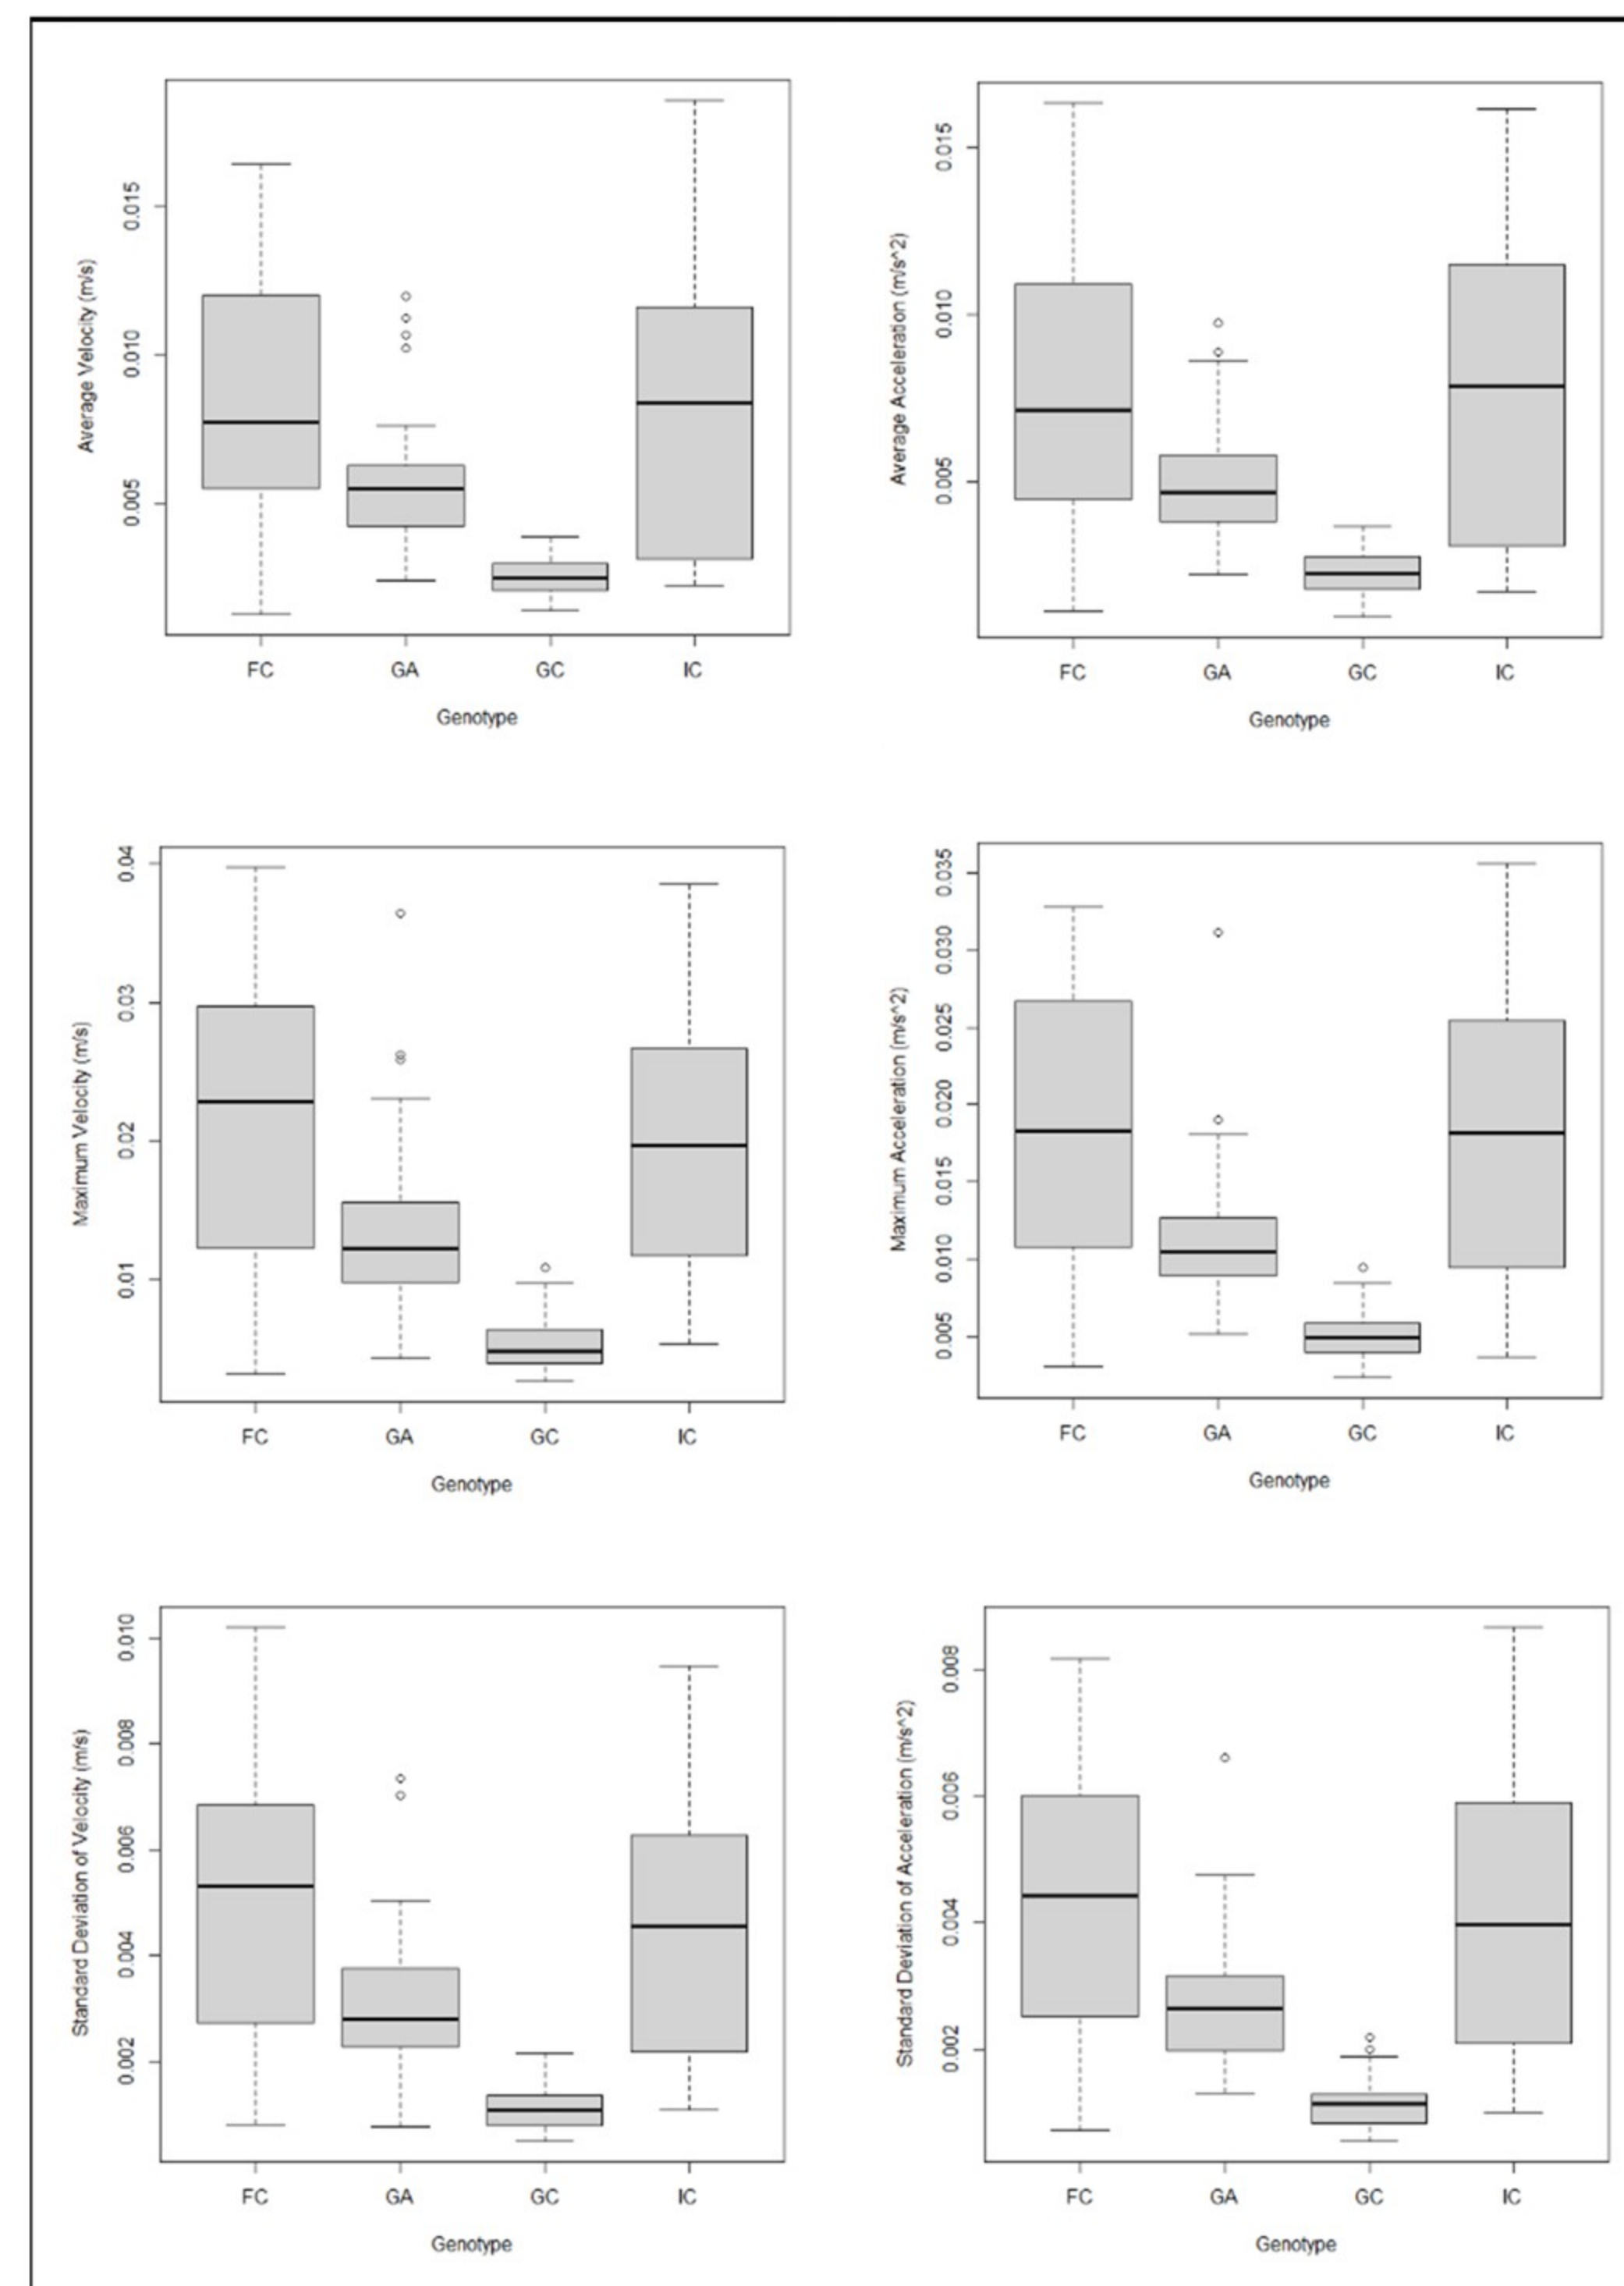 Average Velocity (m/s)
0.015
0.010
0.005
FC GA GC IC
Genotype
Average Acceleration (m/s^2)
0.015
0.010
0.005
FC GA GC IC
Genotype
Maximum Velocity (m/s)
0.04
0.03
0.02
0.01
FC GA GC IC
Genotype
Maximum Acceleration (m/s^2)
0.035
0.030
0.025
0.020
0.015
0.010
0.005
FC GA GC IC
Genotype
Standard Deviation of Velocity (m/s)
0.010
0.008
0.006
0.004
0.002
FC GA GC IC
Genotype
Standard Deviation of Acceleration (m/s^2)
0.008
0.006
0.004
0.002
FC GA GC IC
Genotype